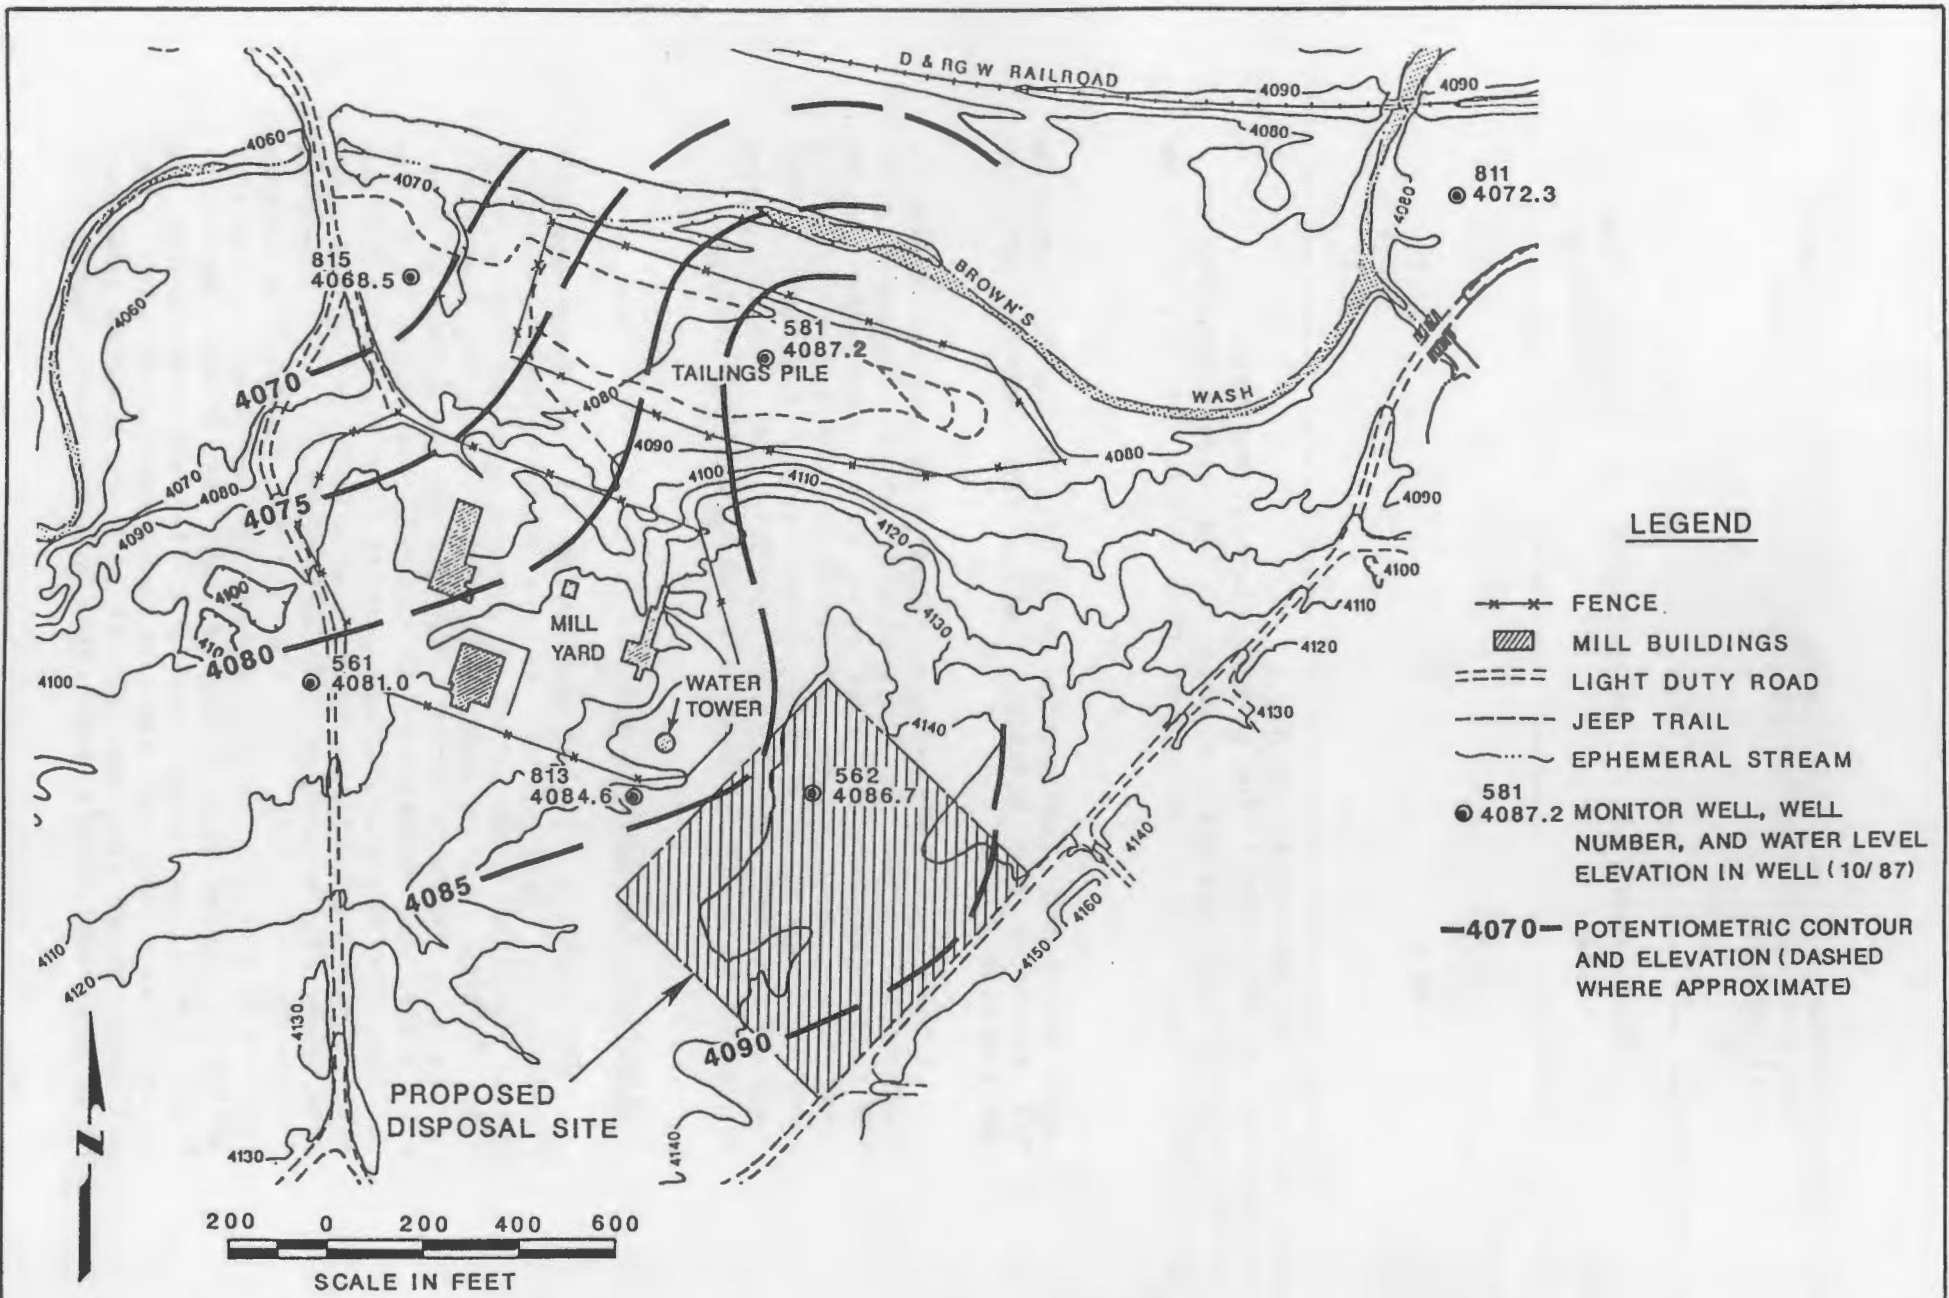 D & RG W RAILROAD
4090
4090
4080
4060
4070
811
4072.3
4080
815
4068.5
4060
BROWN'S
581
4087.2
TAILINGS PILE
4070
4080
WASH
4090
4080
4070
4080
4075
4100
4110
4090
4090
4120
LEGEND
4100
4100
4110
FENCE
MILL BUILDINGS
LIGHT DUTY ROAD
JEEP TRAIL
EPHEMERAL STREAM
581
4087.2
MONITOR WELL, WELL
NUMBER, AND WATER LEVEL
ELEVATION IN WELL (10/87)
4070
POTENTIOMETRIC CONTOUR
AND ELEVATION (DASHED
WHERE APPROXIMATE)
MILL
YARD
4130
4110
4120
4080
561
4081.0
4100
WATER
TOWER
4130
4140
813
4084.6
562
4086.7
4140
4085
4160
4150
4110
4120
4130
4090
PROPOSED
DISPOSAL SITE
4130
4140
N
200 0 200 400 600
SCALE IN FEET